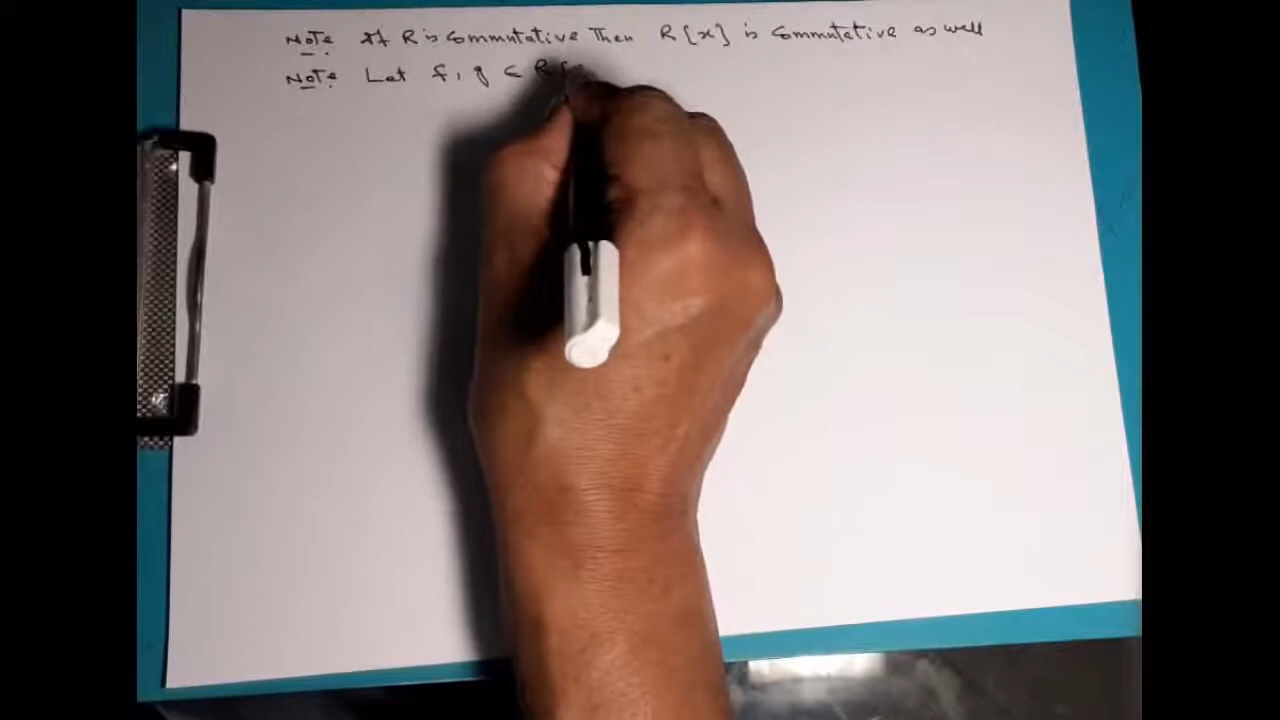 Note If R is Commutative Then R[x] is Commutative as well
Note Let f, g ∈ R[x